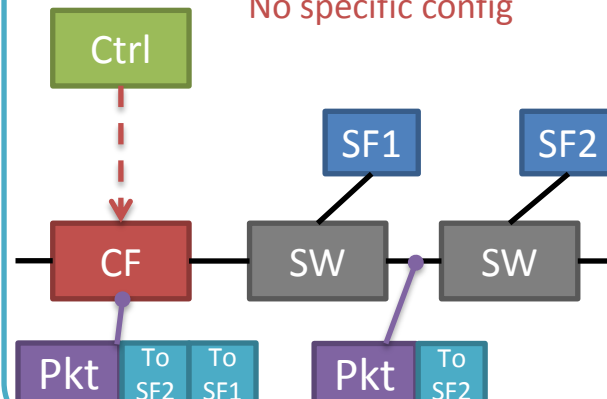 No specific config
Ctrl
SF1
SF2
CF
SW
SW
Pkt
To
SF2
To
SF1
Pkt
To
SF2